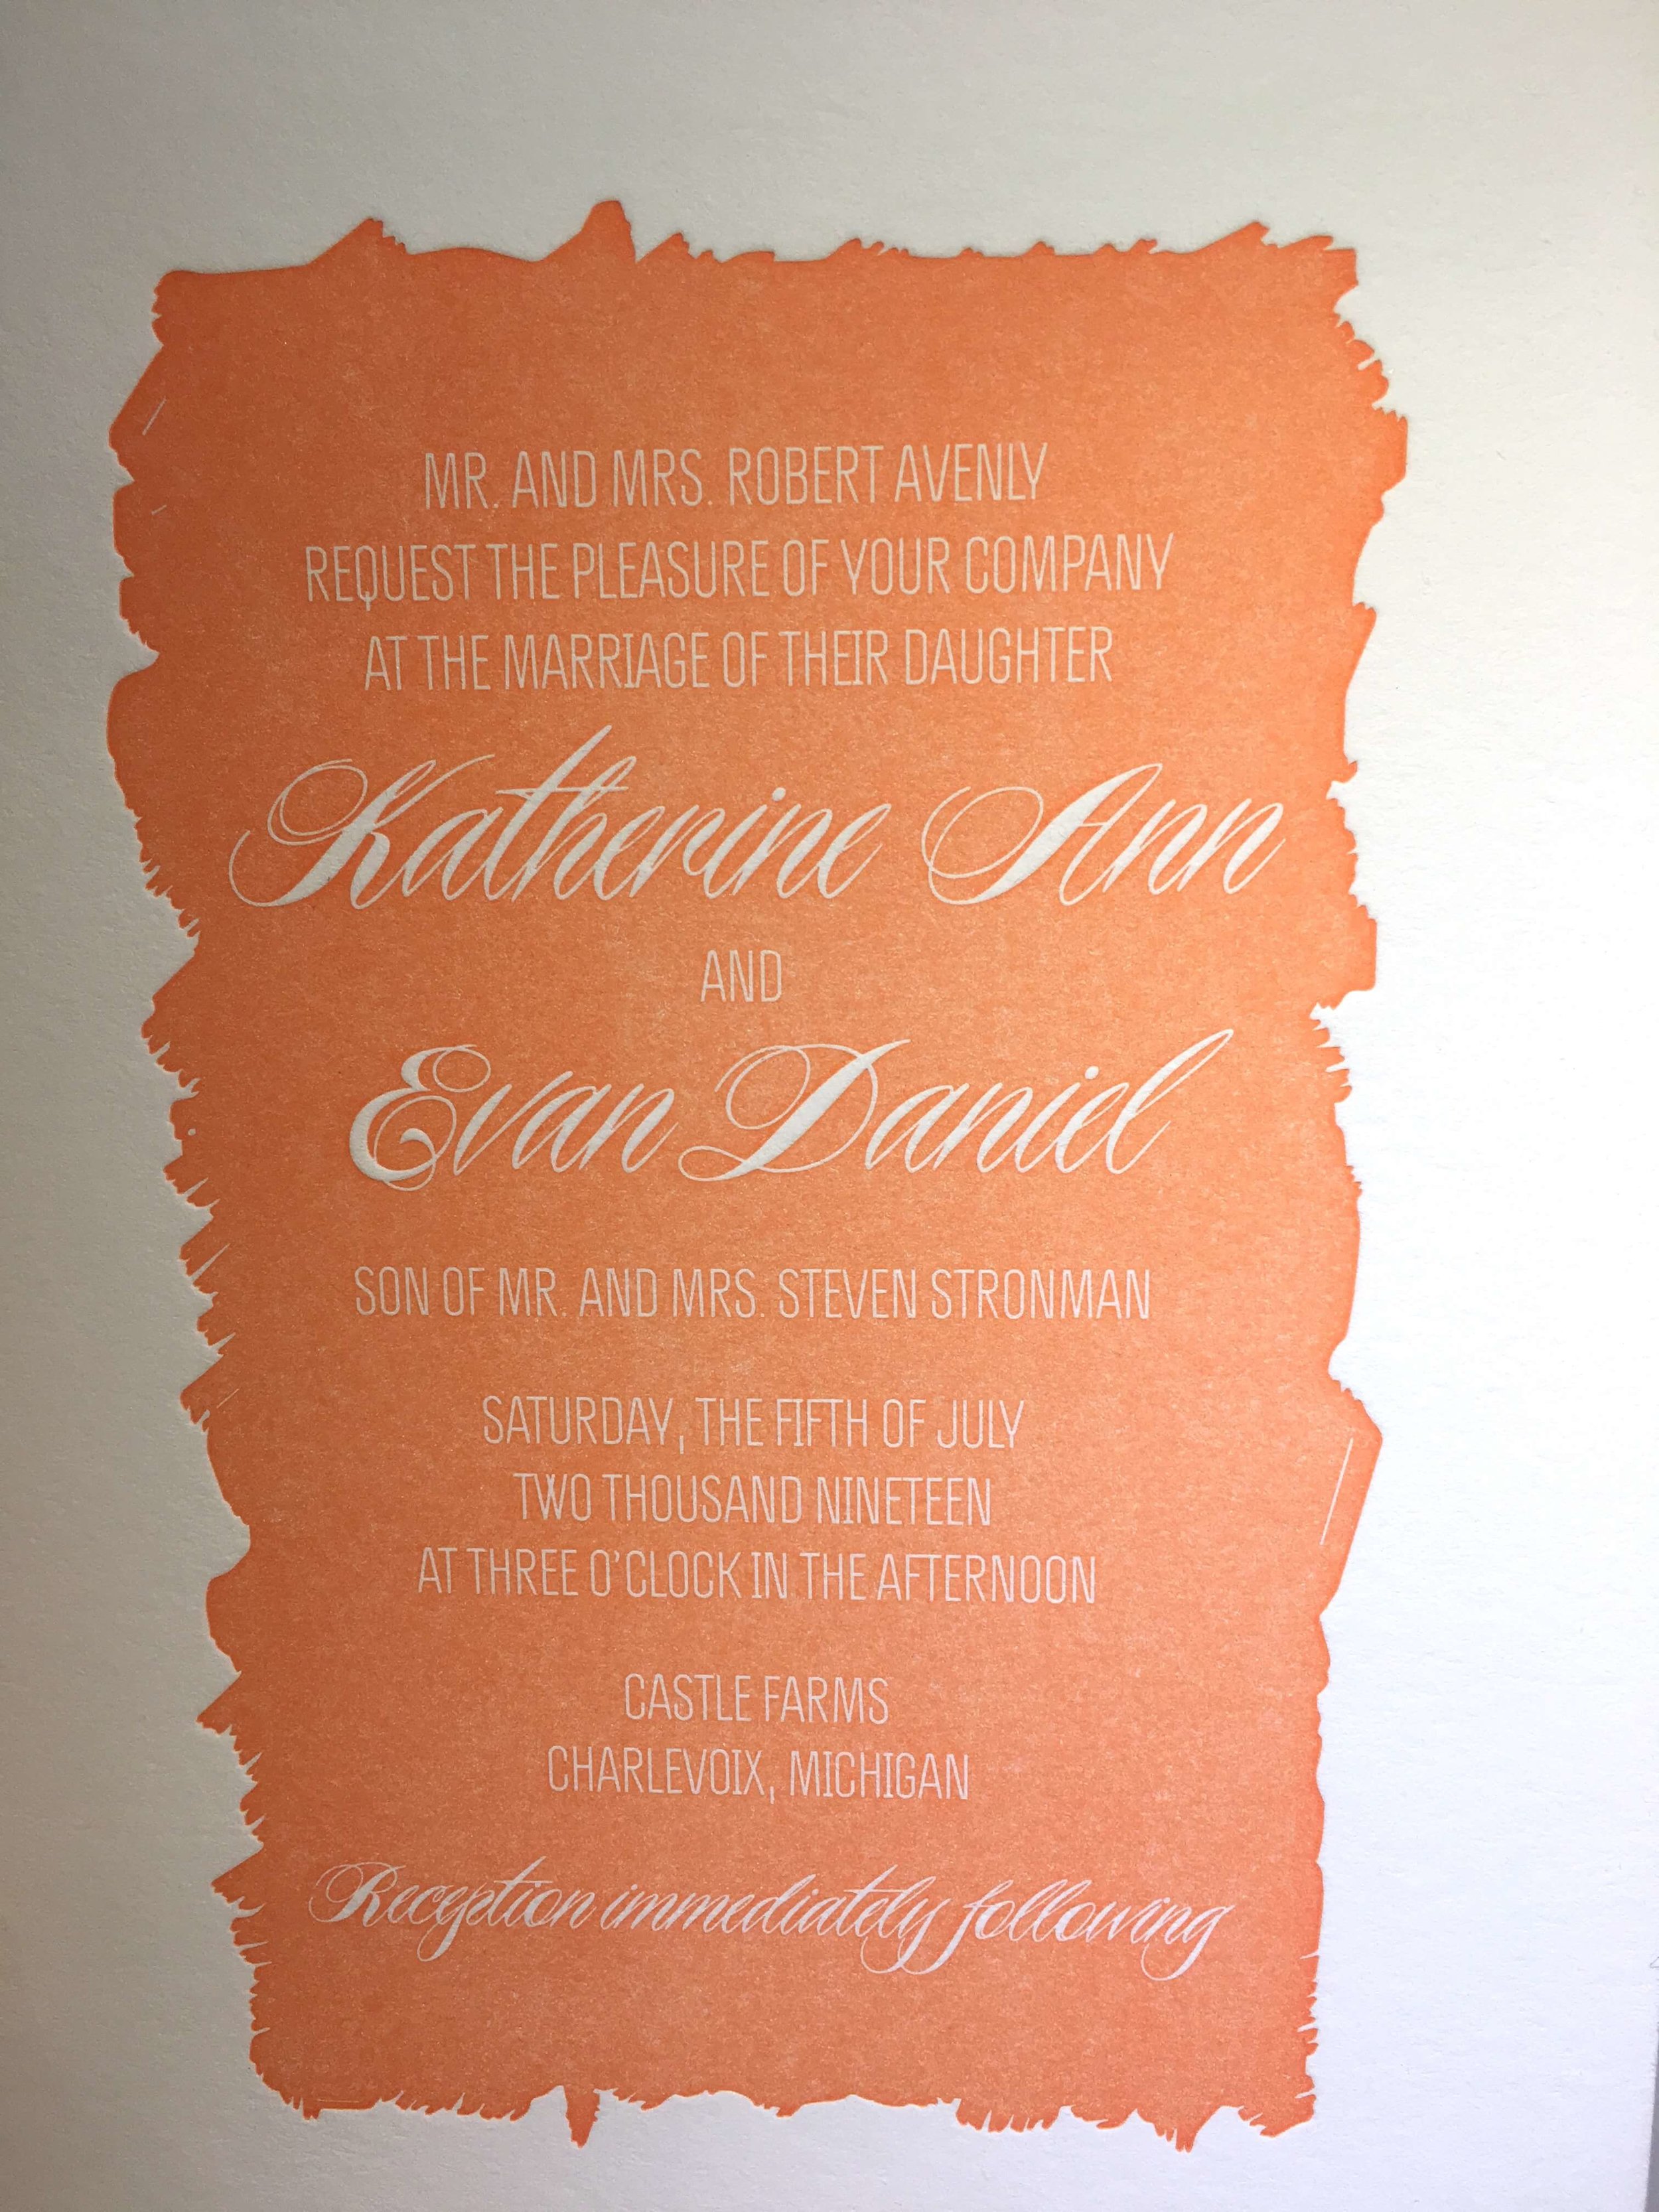 MR. AND MRS. ROBERT AVENLY
REQUEST THE PLEASURE OF YOUR COMPANY
AT THE MARRIAGE OF THEIR DAUGHTER
Katherine Ann
AND
Evan Daniel
SON OF MR. AND MRS. STEVEN STRONMAN
SATURDAY, THE FIFTH OF JULY
TWO THOUSAND NINETEEN
AT THREE O'CLOCK IN THE AFTERNOON
CASTLE FARMS
CHARLEVOIX, MICHIGAN
Reception immediately following